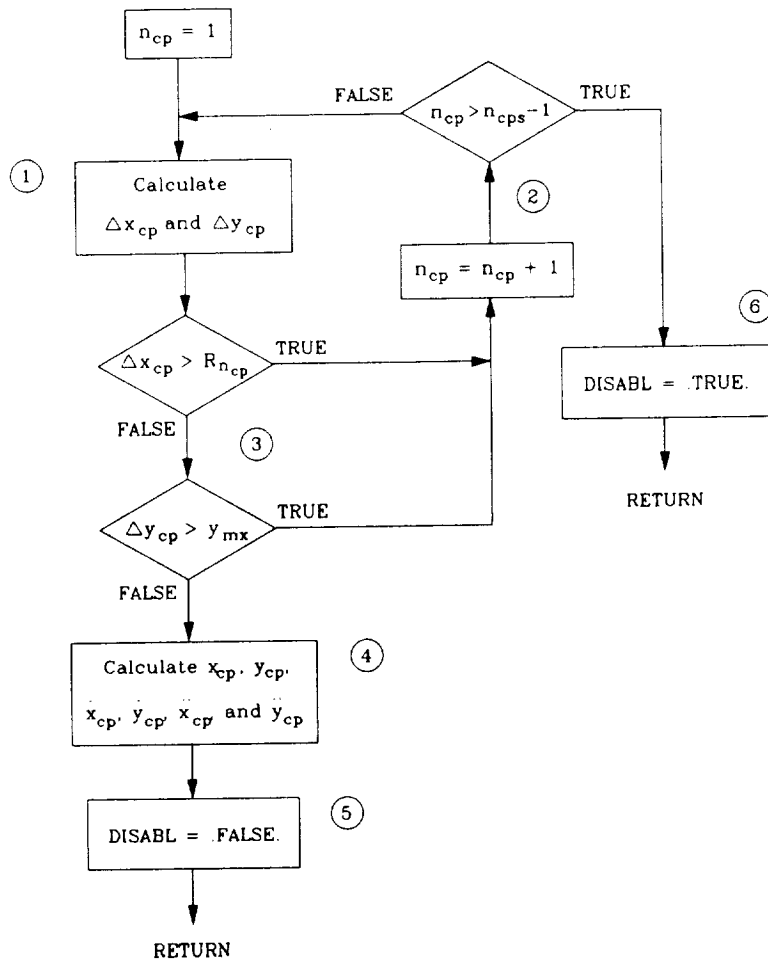 n_cp = 1
FALSE
n_cp > n_cps - 1
TRUE
1
Calculate
Δx_cp and Δy_cp
2
n_cp = n_cp + 1
6
Δx_cp > R_n_cp
TRUE
DISABL = .TRUE.
FALSE
3
RETURN
Δy_cp > y_mx
TRUE
FALSE
Calculate x_cp, y_cp,
ẋ_cp, ẏ_cp, ẍ_cp, and ÿ_cp
4
DISABL = .FALSE.
5
RETURN